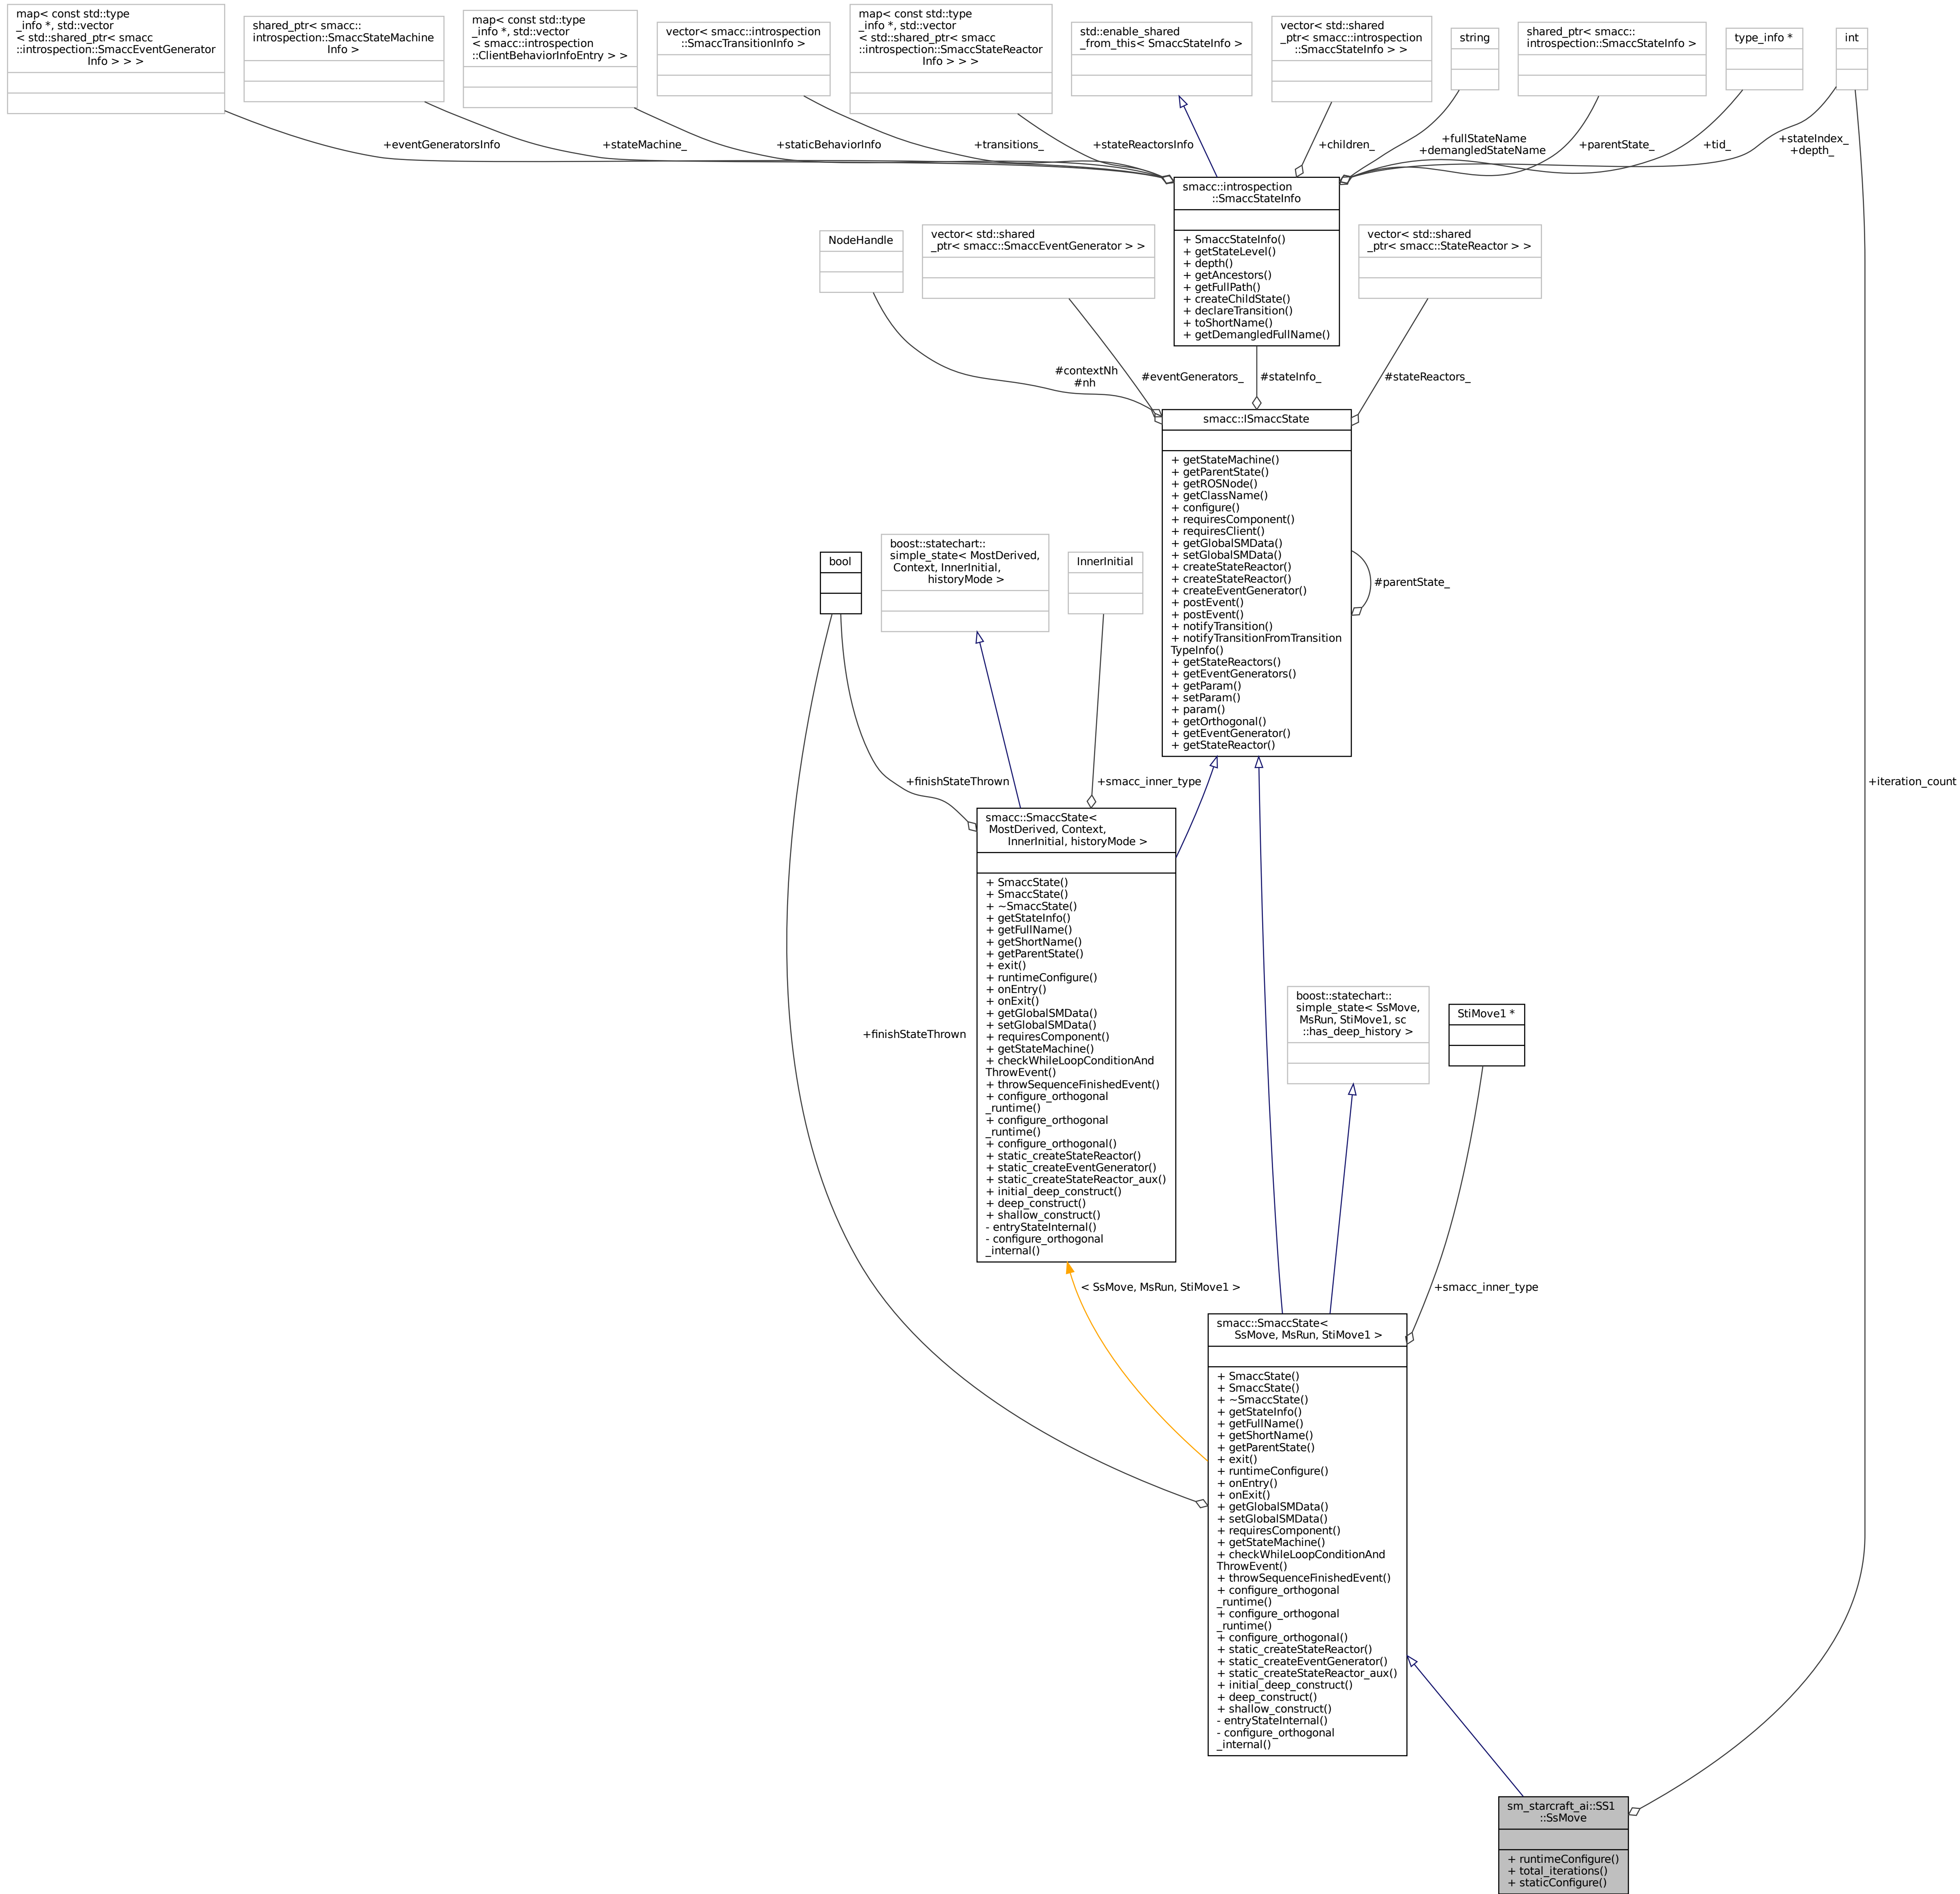 map< const std::type
_info *, std::vector
< std::shared_ptr< smacc
::introspection::SmaccEventGenerator
Info > > >
shared_ptr< smacc::
introspection::SmaccStateMachine
Info >
map< const std::type
_info *, std::vector
< smacc::introspection
::ClientBehaviorInfoEntry > >
vector< smacc::introspection
::SmaccTransitionInfo >
map< const std::type
_info *, std::vector
< std::shared_ptr< smacc
::introspection::SmaccStateReactor
Info > > >
std::enable_shared
_from_this< SmaccStateInfo >
vector< std::shared
_ptr< smacc::introspection
::SmaccStateInfo > >
string
shared_ptr< smacc::
introspection::SmaccStateInfo >
type_info *
int
+eventGeneratorsInfo
+stateMachine_
+staticBehaviorInfo
+transitions_
+stateReactorsInfo
+children_
+fullStateName
+demangledStateName
+parentState_
+tid_
+stateIndex_
+depth_
smacc::introspection
::SmaccStateInfo
+ SmaccStateInfo()
+ getStateLevel()
+ depth()
+ getAncestors()
+ getFullPath()
+ createChildState()
+ declareTransition()
+ toShortName()
+ getDemangledFullName()
NodeHandle
vector< std::shared
_ptr< smacc::SmaccEventGenerator > >
vector< std::shared
_ptr< smacc::StateReactor > >
#contextNh
#nh
#eventGenerators_
#stateInfo_
#stateReactors_
smacc::ISmaccState
+ getStateMachine()
+ getParentState()
+ getROSNode()
+ getClassName()
+ configure()
+ requiresComponent()
+ requiresClient()
+ getGlobalSMData()
+ setGlobalSMData()
+ createStateReactor()
+ createStateReactor()
+ createEventGenerator()
+ postEvent()
+ postEvent()
+ notifyTransition()
+ notifyTransitionFromTransition
TypeInfo()
+ getStateReactors()
+ getEventGenerators()
+ getParam()
+ setParam()
+ param()
+ getOrthogonal()
+ getEventGenerator()
+ getStateReactor()
#parentState_
bool
boost::statechart::
simple_state< MostDerived,
Context, InnerInitial,
historyMode >
InnerInitial
+finishStateThrown
+smacc_inner_type
+iteration_count
smacc::SmaccState<
MostDerived, Context,
InnerInitial, historyMode >
+ SmaccState()
+ SmaccState()
+ ~SmaccState()
+ getStateInfo()
+ getFullName()
+ getShortName()
+ getParentState()
+ exit()
+ runtimeConfigure()
+ onEntry()
+ onExit()
+ getGlobalSMData()
+ setGlobalSMData()
+ requiresComponent()
+ getStateMachine()
+ checkWhileLoopConditionAnd
ThrowEvent()
+ throwSequenceFinishedEvent()
+ configure_orthogonal
_runtime()
+ configure_orthogonal
_runtime()
+ configure_orthogonal()
+ static_createStateReactor()
+ static_createEventGenerator()
+ static_createStateReactor_aux()
+ initial_deep_construct()
+ deep_construct()
+ shallow_construct()
- entryStateInternal()
- configure_orthogonal
_internal()
+finishStateThrown
boost::statechart::
simple_state< SsMove,
MsRun, StiMove1, sc
::has_deep_history >
StiMove1 *
< SsMove, MsRun, StiMove1 >
+smacc_inner_type
smacc::SmaccState<
SsMove, MsRun, StiMove1 >
+ SmaccState()
+ SmaccState()
+ ~SmaccState()
+ getStateInfo()
+ getFullName()
+ getShortName()
+ getParentState()
+ exit()
+ runtimeConfigure()
+ onEntry()
+ onExit()
+ getGlobalSMData()
+ setGlobalSMData()
+ requiresComponent()
+ getStateMachine()
+ checkWhileLoopConditionAnd
ThrowEvent()
+ throwSequenceFinishedEvent()
+ configure_orthogonal
_runtime()
+ configure_orthogonal
_runtime()
+ configure_orthogonal()
+ static_createStateReactor()
+ static_createEventGenerator()
+ static_createStateReactor_aux()
+ initial_deep_construct()
+ deep_construct()
+ shallow_construct()
- entryStateInternal()
- configure_orthogonal
_internal()
sm_starcraft_ai::SS1
::SsMove
+ runtimeConfigure()
+ total_iterations()
+ staticConfigure()